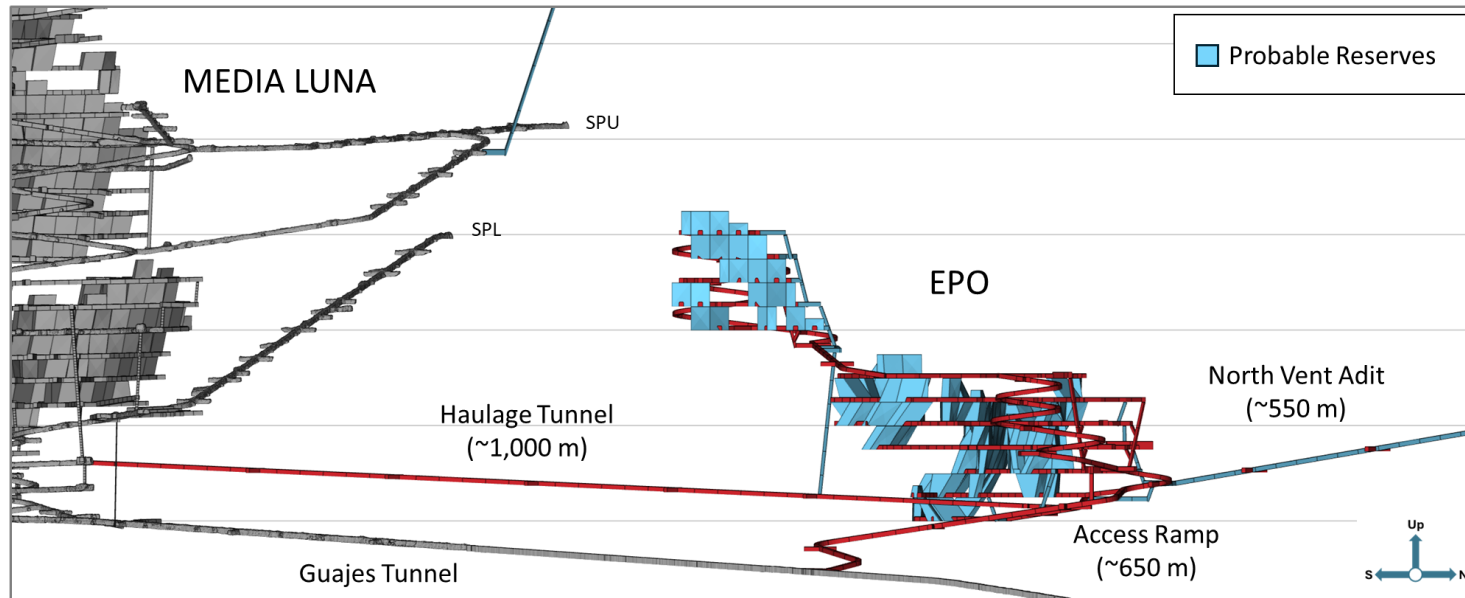 Probable Reserves
MEDIA LUNA
SPU
SPL
EPO
North Vent Adit
(~550 m)
Haulage Tunnel
(~1,000 m)
Access Ramp
(~650 m)
Guajes Tunnel
Up
S
N